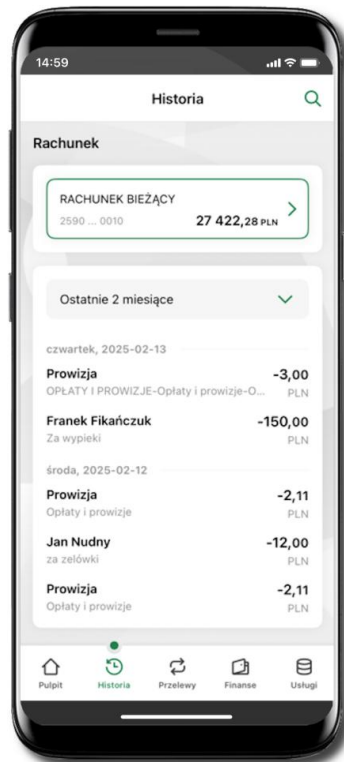 14:59
Historia
Rachunek
RACHUNEK BIEŻĄCY
2590 ... 0010 27 422,28 PLN
Ostatnie 2 miesiące
czwartek, 2025-02-13
Prowizja -3,00
OPŁATY I PROWIZJE-Opłaty i prowizje-O... PLN
Franek Fikańczuk -150,00
Za wypieki PLN
środa, 2025-02-12
Prowizja -2,11
Opłaty i prowizje PLN
Jan Nudny -12,00
za zelówki PLN
Prowizja -2,11
Opłaty i prowizje PLN
Pulpit Historia Przelewy Finanse Usługi